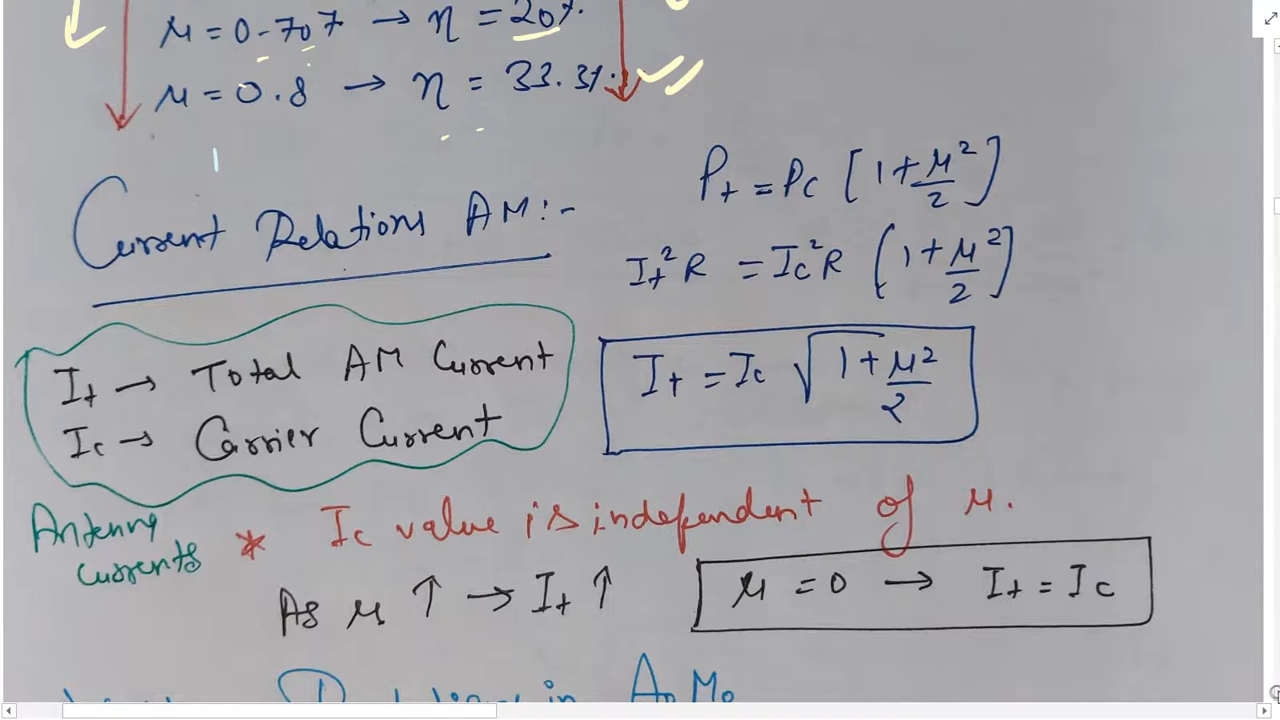 μ = 0.707 → η = 20%.
μ = 0.8 → η = 33.3%.
Current Relations AM:-
Pt = Pc [1 + μ²/2]
It²R = Ic²R [1 + μ²/2]
It → Total AM Current
Ic → Carrier Current
It = Ic √(1 + μ²/2)
Antenna currents
* Ic value is independent of μ.
As μ ↑ → It ↑
μ = 0 → It = Ic
in A.M.